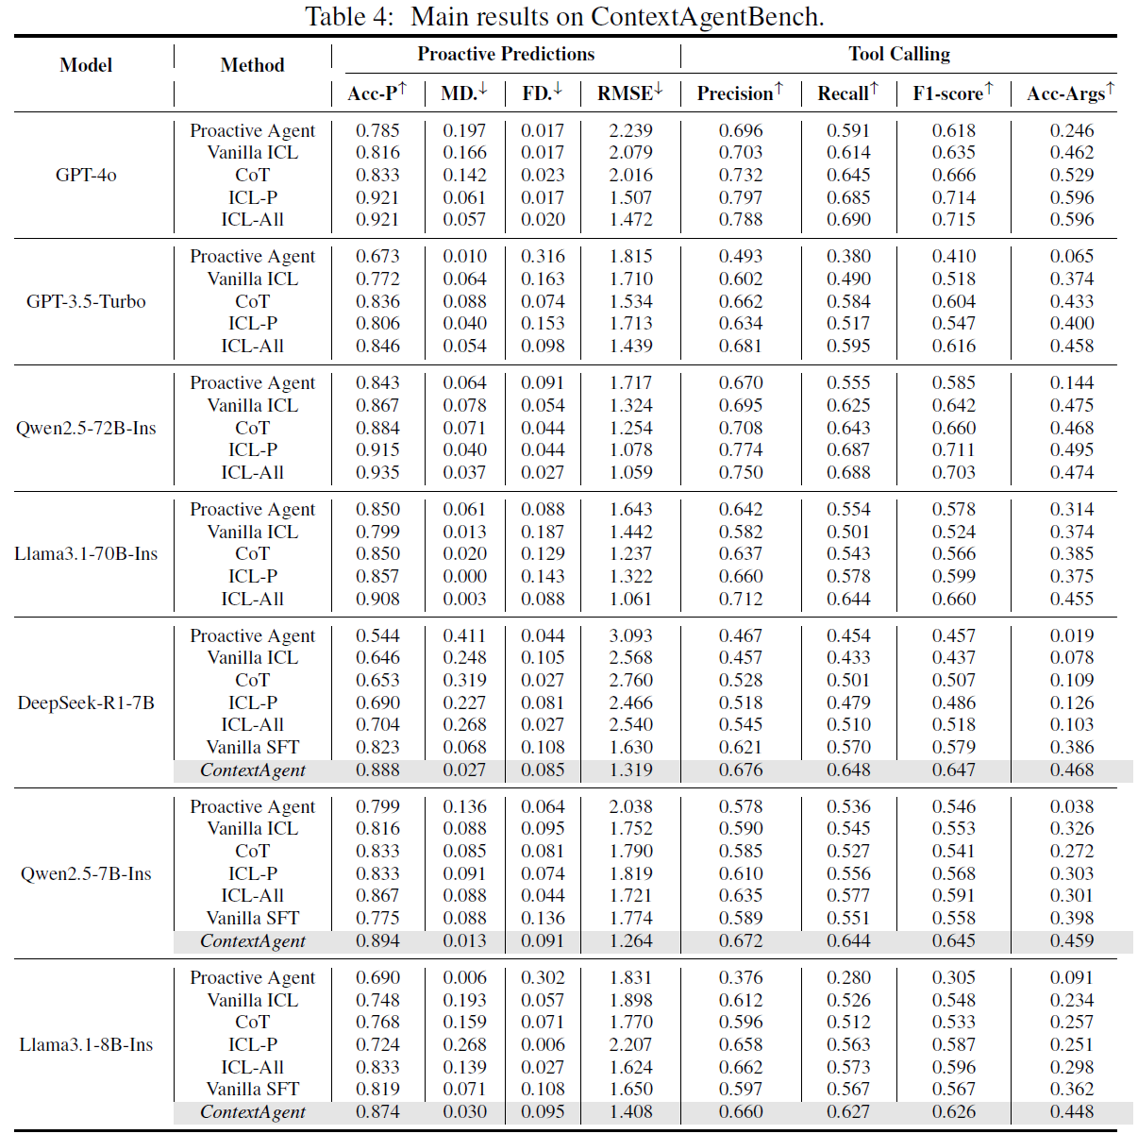 Table 4: Main results on ContextAgentBench.
Model Method Proactive Predictions Tool Calling
Acc-P↑ MD.↓ FD.↓ RMSE↓ Precision↑ Recall↑ F1-score↑ Acc-Args↑
GPT-4o
Proactive Agent 0.785 0.197 0.017 2.239 0.696 0.591 0.618 0.246
Vanilla ICL 0.816 0.166 0.017 2.079 0.703 0.614 0.635 0.462
CoT 0.833 0.142 0.023 2.016 0.732 0.645 0.666 0.529
ICL-P 0.921 0.061 0.017 1.507 0.797 0.685 0.714 0.596
ICL-All 0.921 0.057 0.020 1.472 0.788 0.690 0.715 0.596
GPT-3.5-Turbo
Proactive Agent 0.673 0.010 0.316 1.815 0.493 0.380 0.410 0.065
Vanilla ICL 0.772 0.064 0.163 1.710 0.602 0.490 0.518 0.374
CoT 0.836 0.088 0.074 1.534 0.662 0.584 0.604 0.433
ICL-P 0.806 0.040 0.153 1.713 0.634 0.517 0.547 0.400
ICL-All 0.846 0.054 0.098 1.439 0.681 0.595 0.616 0.458
Qwen2.5-72B-Ins
Proactive Agent 0.843 0.064 0.091 1.717 0.670 0.555 0.585 0.144
Vanilla ICL 0.867 0.078 0.054 1.324 0.695 0.625 0.642 0.475
CoT 0.884 0.071 0.044 1.254 0.708 0.643 0.660 0.468
ICL-P 0.915 0.040 0.044 1.078 0.774 0.687 0.711 0.495
ICL-All 0.935 0.037 0.027 1.059 0.750 0.688 0.703 0.474
Llama3.1-70B-Ins
Proactive Agent 0.850 0.061 0.088 1.643 0.642 0.554 0.578 0.314
Vanilla ICL 0.799 0.013 0.187 1.442 0.582 0.501 0.524 0.374
CoT 0.850 0.020 0.129 1.237 0.637 0.543 0.566 0.385
ICL-P 0.857 0.000 0.143 1.322 0.660 0.578 0.599 0.375
ICL-All 0.908 0.003 0.088 1.061 0.712 0.644 0.660 0.455
DeepSeek-R1-7B
Proactive Agent 0.544 0.411 0.044 3.093 0.467 0.454 0.457 0.019
Vanilla ICL 0.646 0.248 0.105 2.568 0.457 0.433 0.437 0.078
CoT 0.653 0.319 0.027 2.760 0.528 0.501 0.507 0.109
ICL-P 0.690 0.227 0.081 2.466 0.518 0.479 0.486 0.126
ICL-All 0.704 0.268 0.027 2.540 0.545 0.510 0.518 0.103
Vanilla SFT 0.823 0.068 0.108 1.630 0.621 0.570 0.579 0.386
ContextAgent 0.888 0.027 0.085 1.319 0.676 0.648 0.647 0.468
Qwen2.5-7B-Ins
Proactive Agent 0.799 0.136 0.064 2.038 0.578 0.536 0.546 0.038
Vanilla ICL 0.816 0.088 0.095 1.752 0.590 0.545 0.553 0.326
CoT 0.833 0.085 0.081 1.790 0.585 0.527 0.541 0.272
ICL-P 0.833 0.091 0.074 1.819 0.610 0.556 0.568 0.303
ICL-All 0.867 0.088 0.044 1.721 0.635 0.577 0.591 0.301
Vanilla SFT 0.775 0.088 0.136 1.774 0.589 0.551 0.558 0.398
ContextAgent 0.894 0.013 0.091 1.264 0.672 0.644 0.645 0.459
Llama3.1-8B-Ins
Proactive Agent 0.690 0.006 0.302 1.831 0.376 0.280 0.305 0.091
Vanilla ICL 0.748 0.193 0.057 1.898 0.612 0.526 0.548 0.234
CoT 0.768 0.159 0.071 1.770 0.596 0.512 0.533 0.257
ICL-P 0.724 0.268 0.006 2.207 0.658 0.563 0.587 0.251
ICL-All 0.833 0.139 0.027 1.624 0.662 0.573 0.596 0.298
Vanilla SFT 0.819 0.071 0.108 1.650 0.597 0.567 0.567 0.362
ContextAgent 0.874 0.030 0.095 1.408 0.660 0.627 0.626 0.448